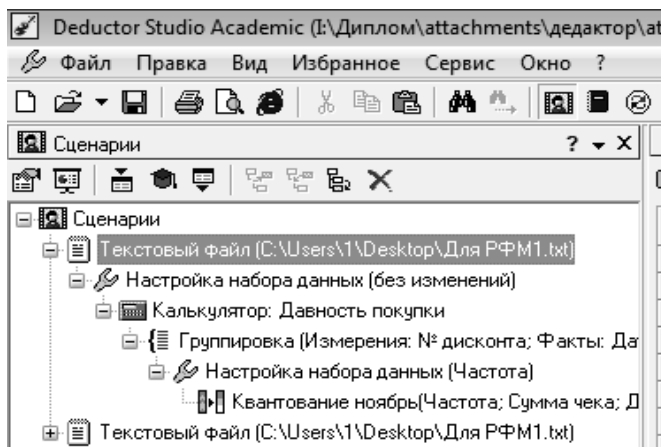 Deductor Studio Academic (I:\Диплом\attachments\дедактор\at
Файл Правка Вид Избранное Сервис Окно ?
Сценарии ?
Сценарии
Текстовый файл (C:\Users\1\Desktop\Для РФМ1.txt)
Настройка набора данных (без изменений)
Калькулятор: Давность покупки
Группировка (Измерения: № дисконта; Факты: Да
Настройка набора данных (Частота)
Квантование ноябрь(Частота; Сумма чека; Д
Текстовый файл (C:\Users\1\Desktop\Для РФМ1.txt)